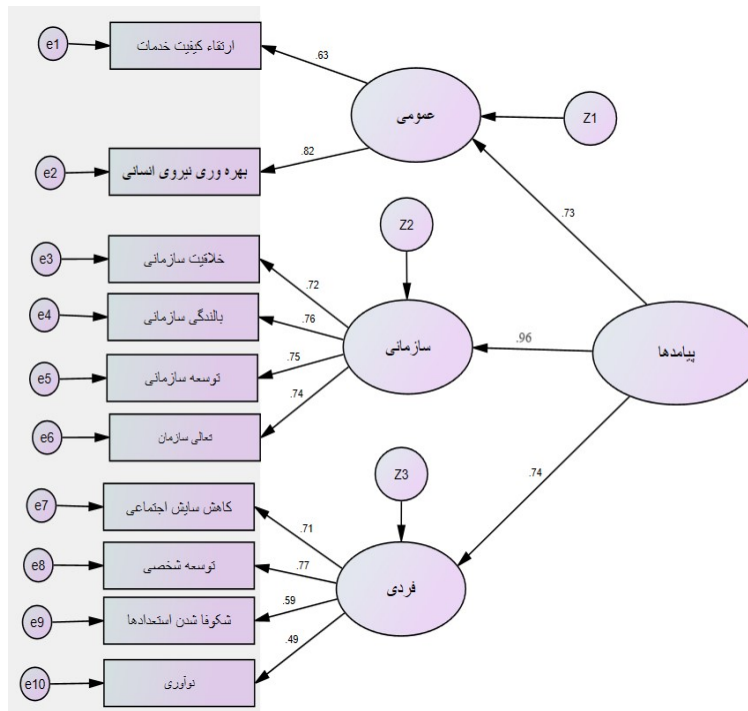 e1
ارتقاء کیفیت خدمات
.63
عمومی
Z1
e2
بهره وری نیروی انسانی
.82
.73
Z2
e3
خلاقیت سازمانی
.72
e4
بالندگی سازمانی
.76
سازمانی
.96
پیامدها
e5
توسعه سازمانی
.75
e6
تعالی سازمان
.74
Z3
.74
e7
کاهش سایش اجتماعی
.71
e8
توسعه شخصی
.77
فردی
e9
شکوفا شدن استعدادها
.59
e10
نوآوری
.49